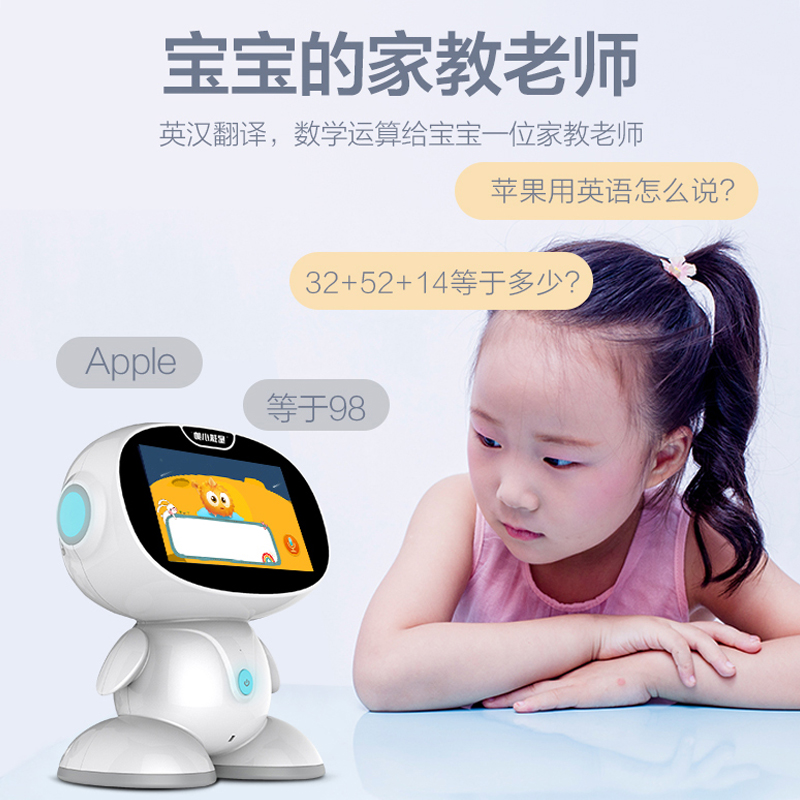 宝宝的家教老师
英汉翻译，数学运算给宝宝一位家教老师
苹果用英语怎么说?
32+52+14等于多少?
Apple
等于98